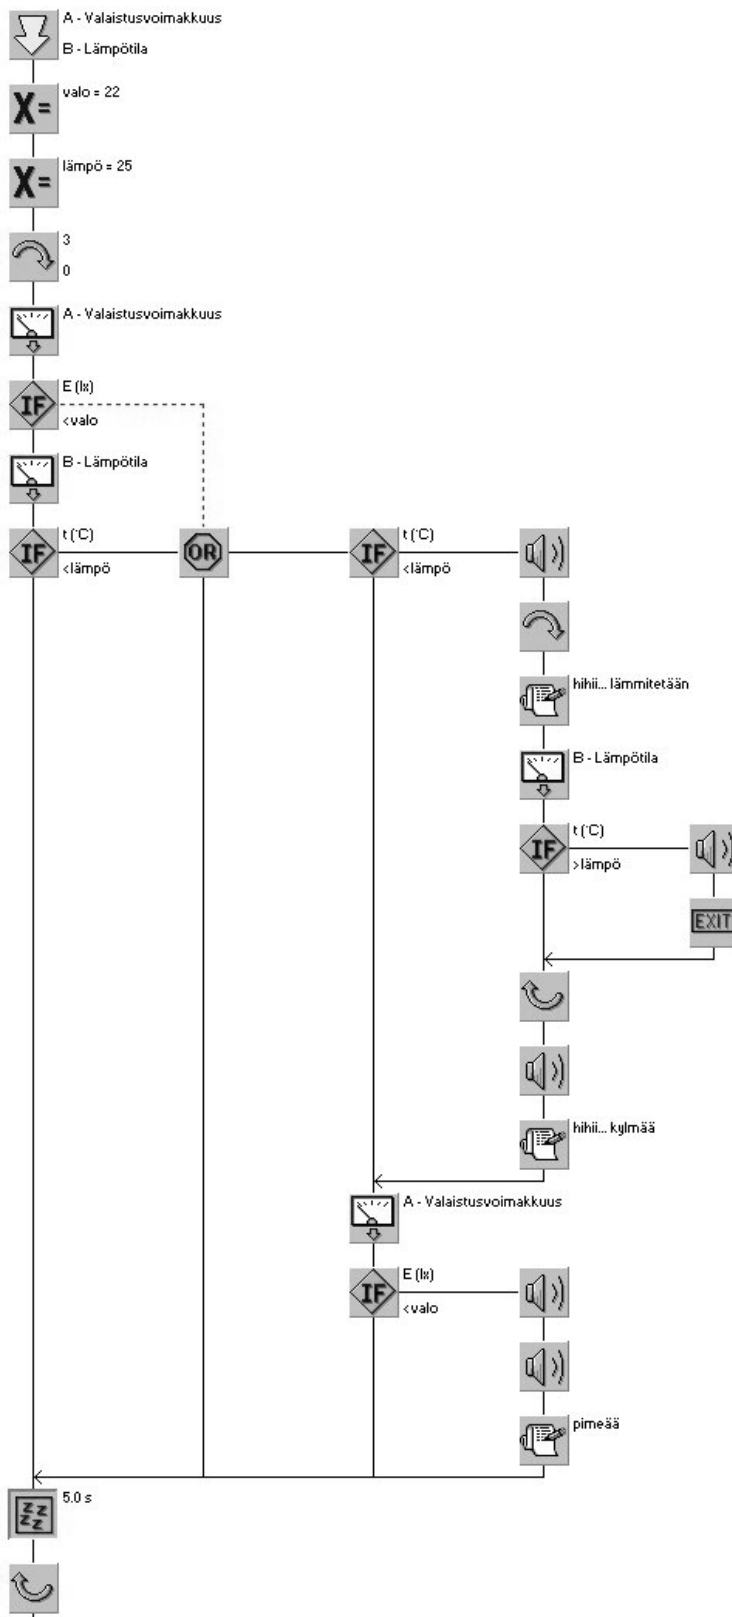 A - Valaistusvoimakkuus
B - Lämpötila
X=
valo = 22
X=
lämpö = 25
3
0
A - Valaistusvoimakkuus
IF
E (lx)
<valo
B - Lämpötila
IF
t (°C)
<lämpö
OR
IF
t (°C)
<lämpö
hihii... lämmitetään
B - Lämpötila
IF
t (°C)
>lämpö
EXIT
hihii... kylmää
A - Valaistusvoimakkuus
IF
E (lx)
<valo
pimeää
z z
z z
5.0 s